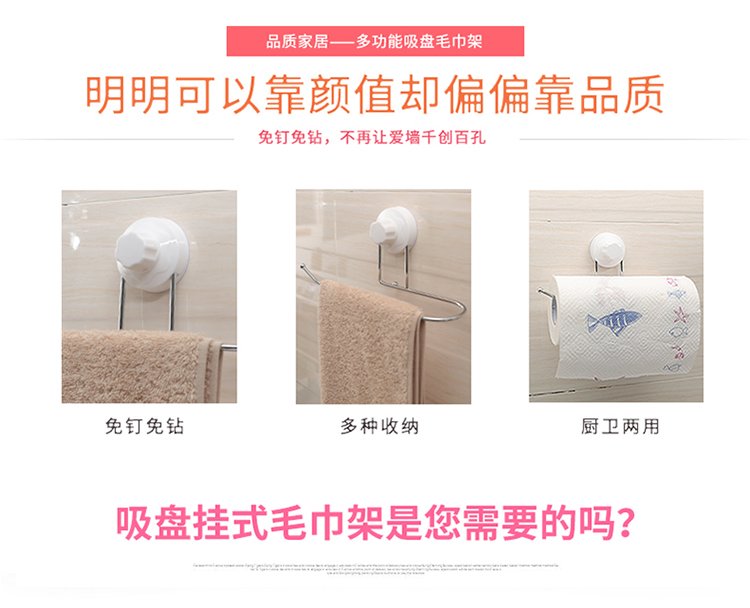 品质家居——多功能吸盘毛巾架
明明可以靠颜值却偏偏靠品质
免钉免钻，不再让爱墙千创百孔
免钉免钻
多种收纳
厨卫两用
吸盘挂式毛巾架是您需要的吗？